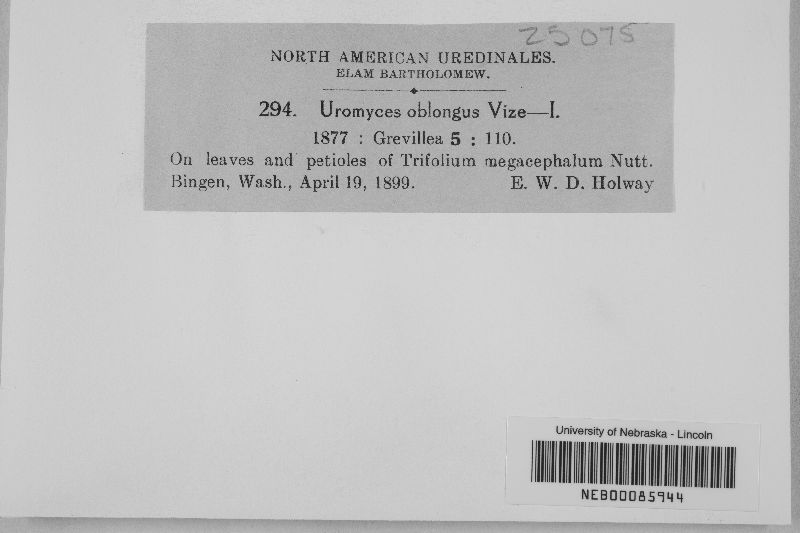 25075
NORTH AMERICAN UREDINALES.
ELAM BARTHOLOMEW.
294. Uromyces oblongus Vize—I.
1877 : Grevillea 5 : 110.
On leaves and petioles of Trifolium megacephalum Nutt.
Bingen, Wash., April 19, 1899. E. W. D. Holway
University of Nebraska - Lincoln
NEB00085944